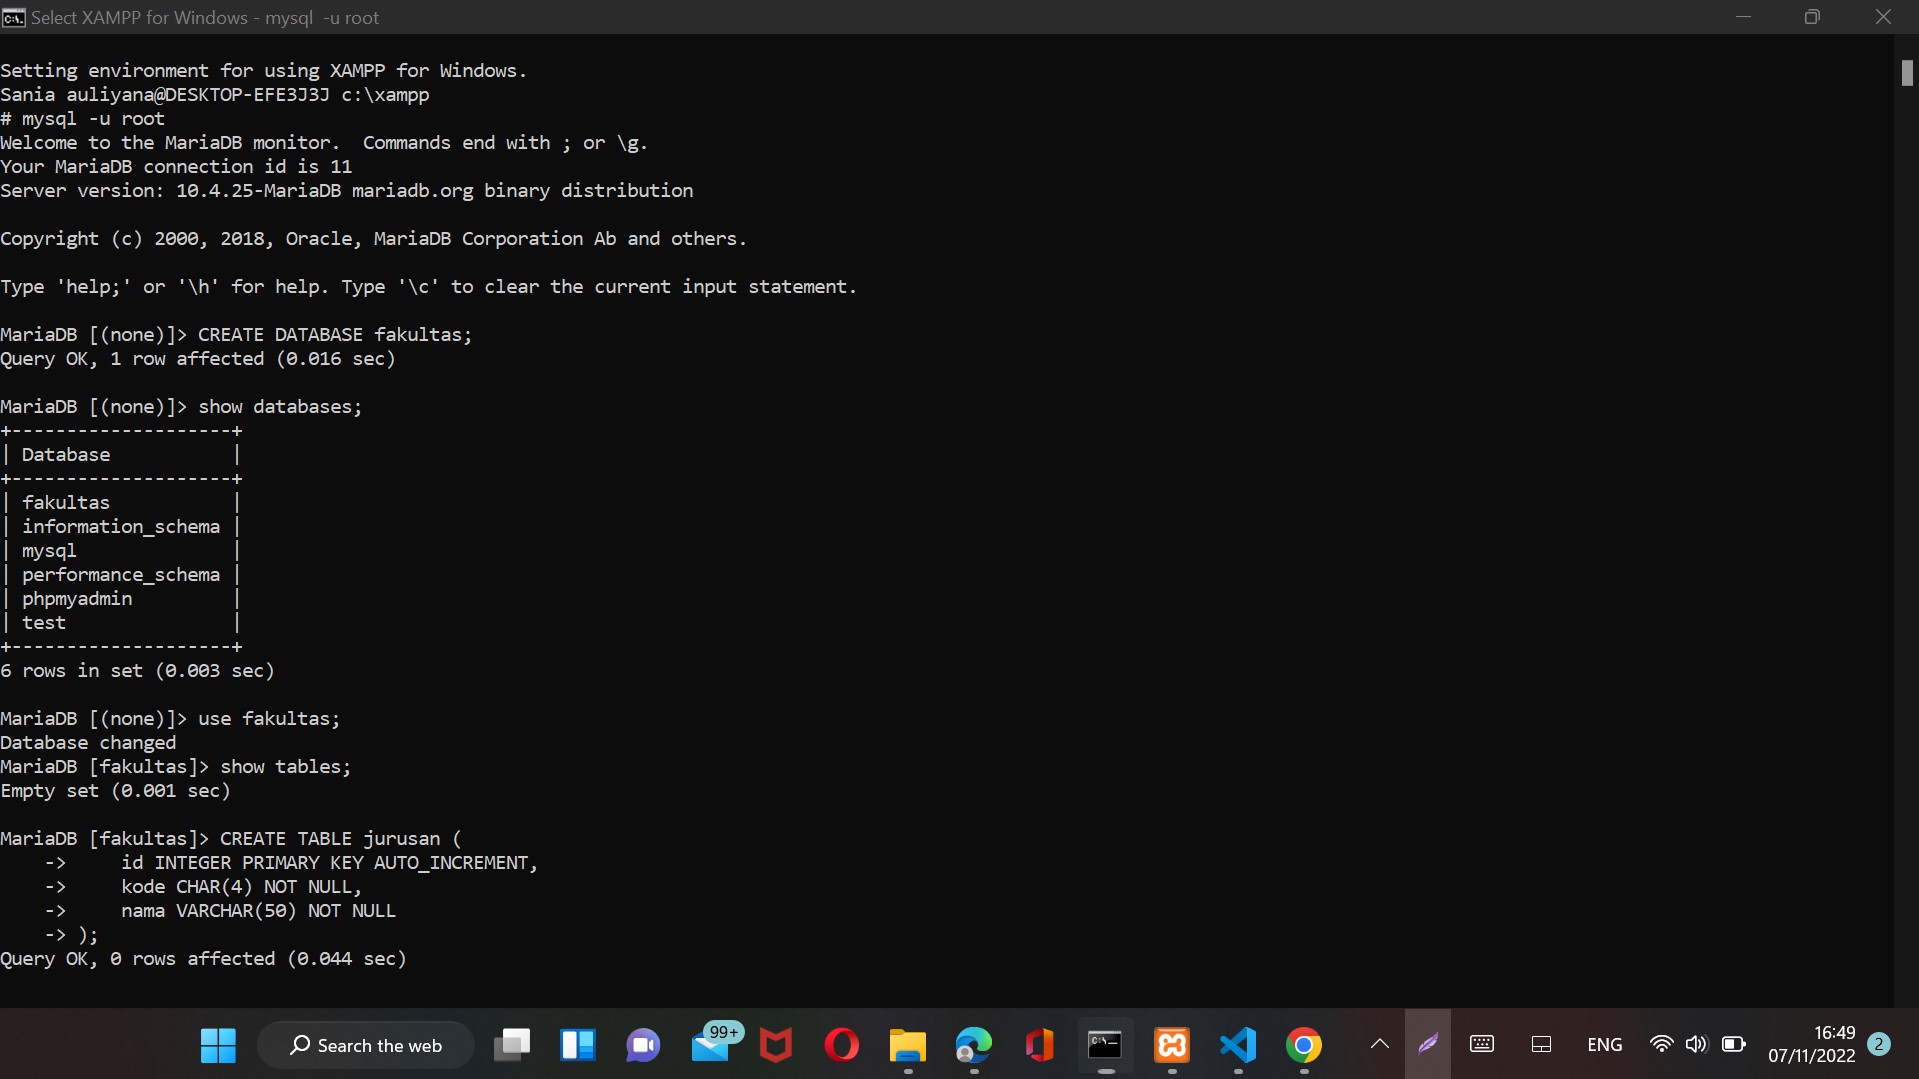 Select XAMPP for Windows - mysql  -u root
Setting environment for using XAMPP for Windows.
Sania auliyana@DESKTOP-EFE3J3J c:\xampp
# mysql -u root
Welcome to the MariaDB monitor.  Commands end with ; or \g.
Your MariaDB connection id is 11
Server version: 10.4.25-MariaDB mariadb.org binary distribution
Copyright (c) 2000, 2018, Oracle, MariaDB Corporation Ab and others.
Type 'help;' or '\h' for help. Type '\c' to clear the current input statement.
MariaDB [(none)]> CREATE DATABASE fakultas;
Query OK, 1 row affected (0.016 sec)
MariaDB [(none)]> show databases;
+--------------------+
| Database           |
+--------------------+
| fakultas           |
| information_schema |
| mysql              |
| performance_schema |
| phpmyadmin         |
| test               |
+--------------------+
6 rows in set (0.003 sec)
MariaDB [(none)]> use fakultas;
Database changed
MariaDB [fakultas]> show tables;
Empty set (0.001 sec)
MariaDB [fakultas]> CREATE TABLE jurusan (
    ->     id INTEGER PRIMARY KEY AUTO_INCREMENT,
    ->     kode CHAR(4) NOT NULL,
    ->     nama VARCHAR(50) NOT NULL
    -> );
Query OK, 0 rows affected (0.044 sec)
Search the web
99+
ENG
16:49
07/11/2022
2